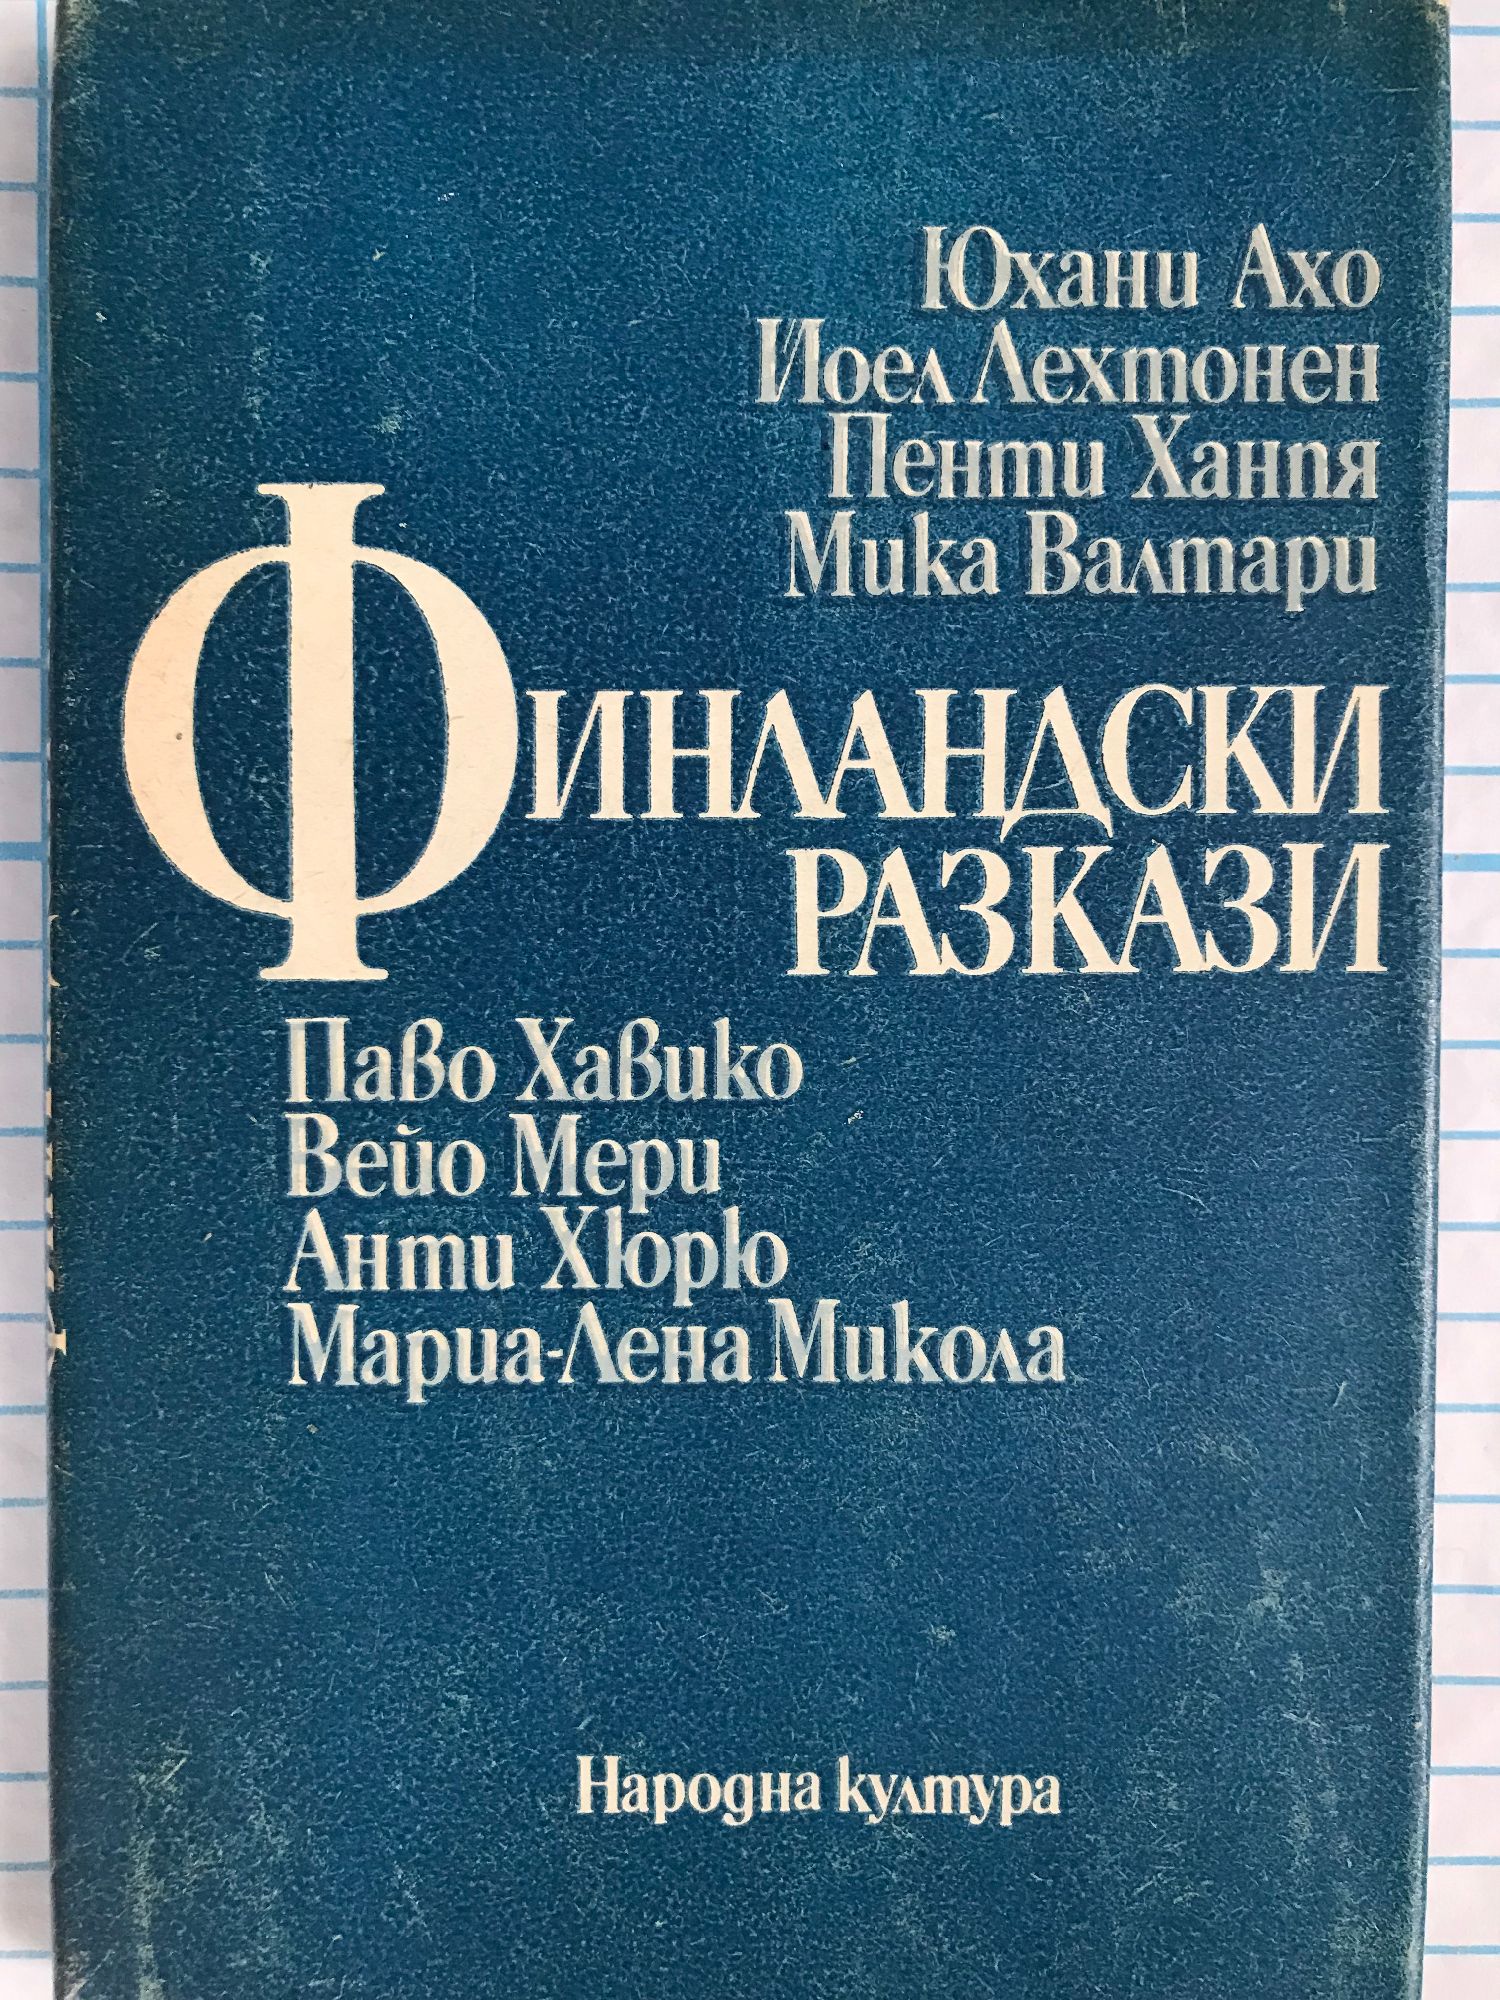 Юхани Ахо
Йоел Лехтонен
Пенти Ханпя
Мика Валтари
ФИНЛАНДСКИ
РАЗКАЗИ
Паво Хавико
Вейо Мери
Анти Хюрю
Мариа-Лена Микола
Народна култура